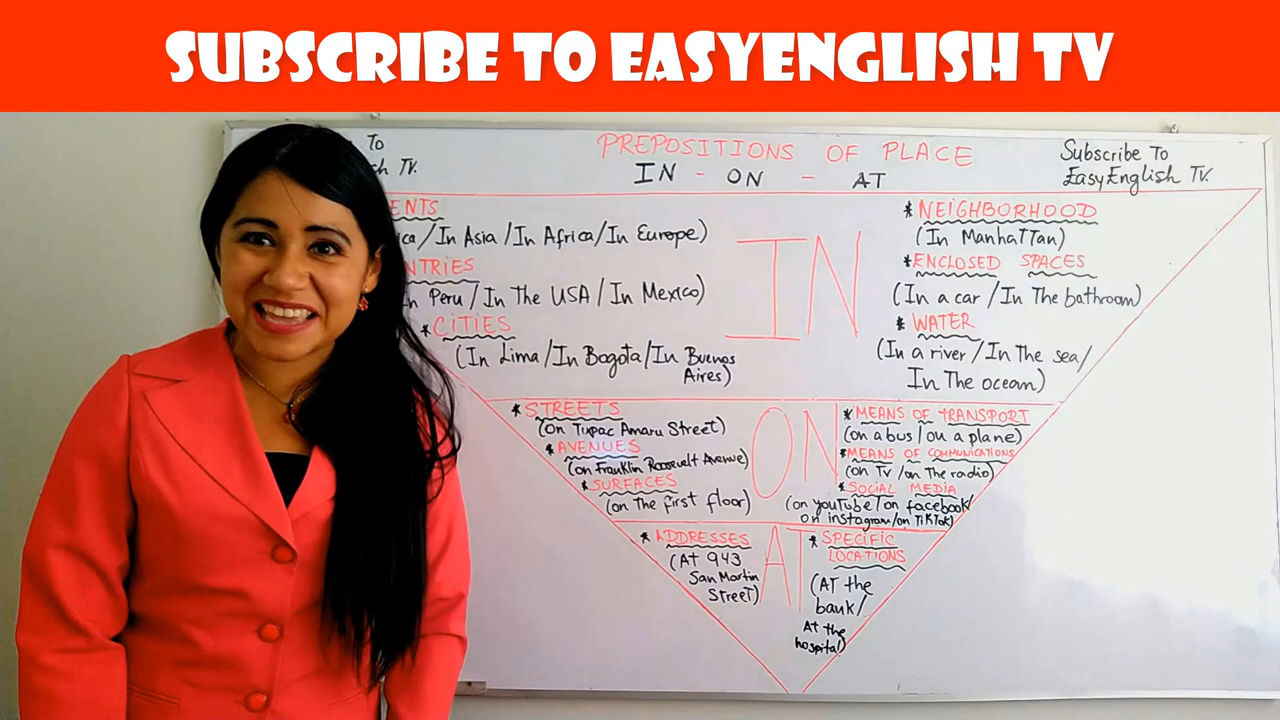 SUBSCRIBE TO EASYENGLISH TV
To
TV.
PREPOSITIONS OF PLACE
IN - ON - AT
Subscribe To
EasyEnglish TV.
/In Asia /In Africa/In Europe)
Peru /In The USA /In Mexico)
* CITIES
(In Lima /In Bogota/In Buenos
Aires)
IN
* NEIGHBORHOOD
(In ManhaTTan)
* ENCLOSED SPACES
(In a car /In The bathroom)
* WATER
(In a river /In The sea/
In The ocean)
* STREETS
(on Tupac Amaru Street)
* AVENUES
(on Franklin Roosevelt Avenue)
* SURFACES
(on the first floor)
ON
* MEANS OF TRANSPORT
(on a bus / on a plane)
* MEANS OF COMMUNICATIONS
(on Tv /on The radio)
* SOCIAL MEDIA
(on youTube/on facebook/
on instagram/on TikTok)
* ADDRESSES
(AT 943
San Martin
Street)
AT
* SPECIFIC
LOCATIONS
(AT the
bank/
AT the
hospital)